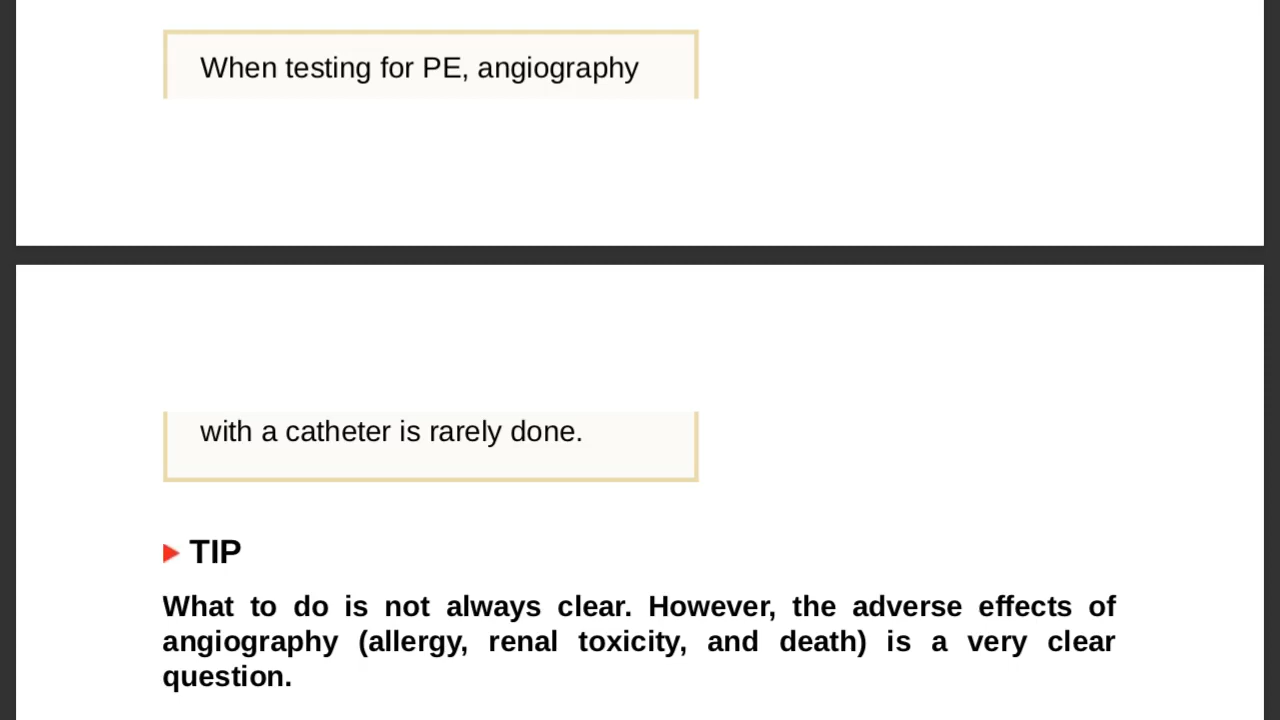 When testing for PE, angiography
with a catheter is rarely done.
TIP
What to do is not always clear. However, the adverse effects of
angiography (allergy, renal toxicity, and death) is a very clear
question.